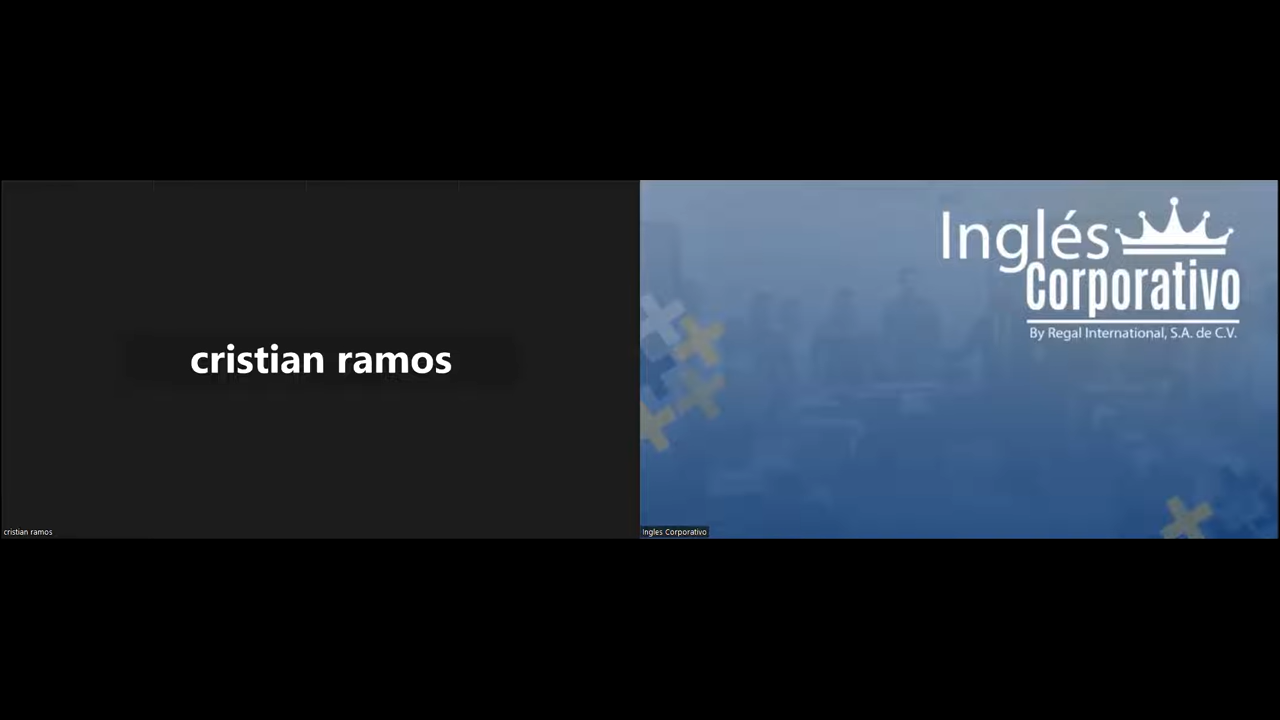 cristian ramos
cristian ramos
Inglés
Corporativo
By Regal International, S.A. de C.V.
Ingles Corporativo